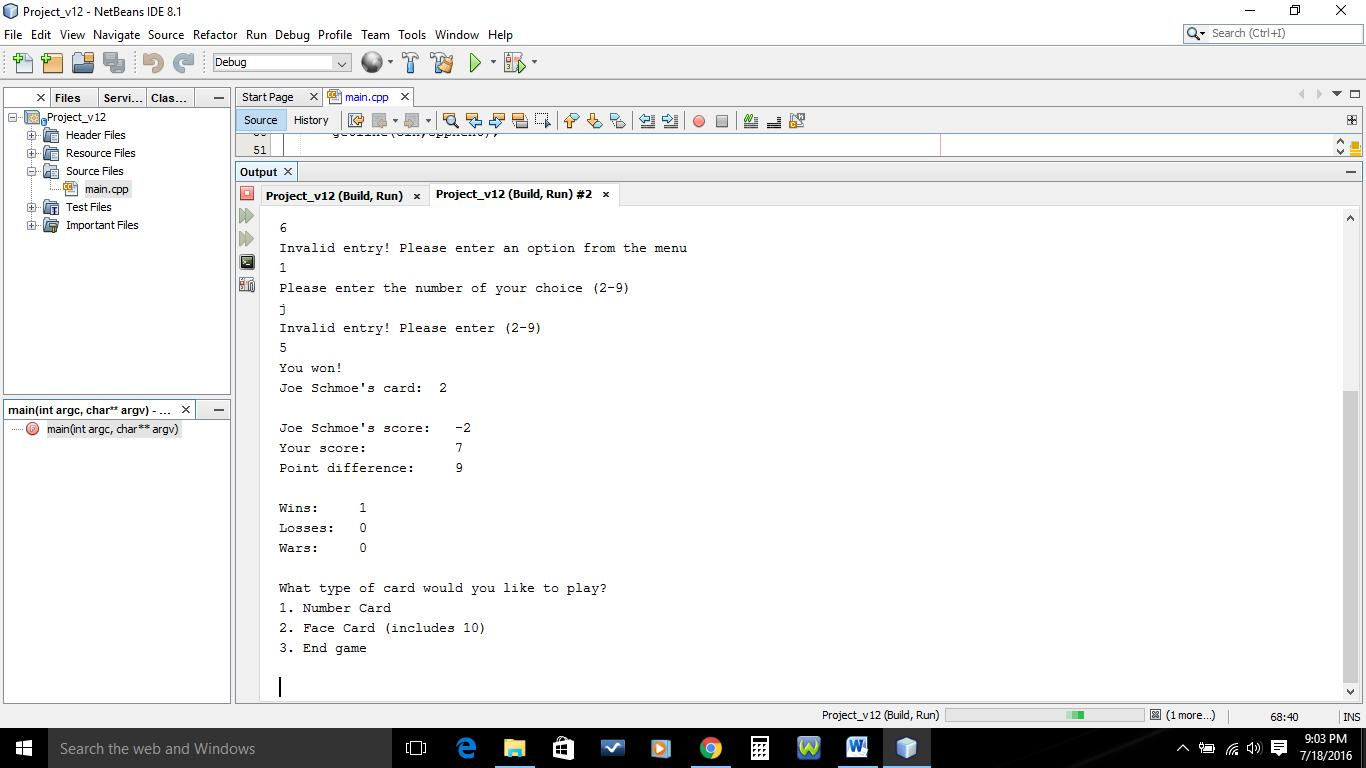 Project_v12 - NetBeans IDE 8.1
File Edit View Navigate Source Refactor Run Debug Profile Team Tools Window Help
Search (Ctrl+I)
Debug
Files Servi... Clas...
Project_v12
Header Files
Resource Files
Source Files
main.cpp
Test Files
Important Files
main(int argc, char** argv) - ...
main(int argc, char** argv)
Start Page main.cpp
Source History
51
Output
Project_v12 (Build, Run) Project_v12 (Build, Run) #2
6
Invalid entry! Please enter an option from the menu
1
Please enter the number of your choice (2-9)
j
Invalid entry! Please enter (2-9)
5
You won!
Joe Schmoe's card: 2
Joe Schmoe's score: -2
Your score: 7
Point difference: 9
Wins: 1
Losses: 0
Wars: 0
What type of card would you like to play?
1. Number Card
2. Face Card (includes 10)
3. End game
Project_v12 (Build, Run) (1 more...) 68:40 INS
Search the web and Windows
9:03 PM
7/18/2016